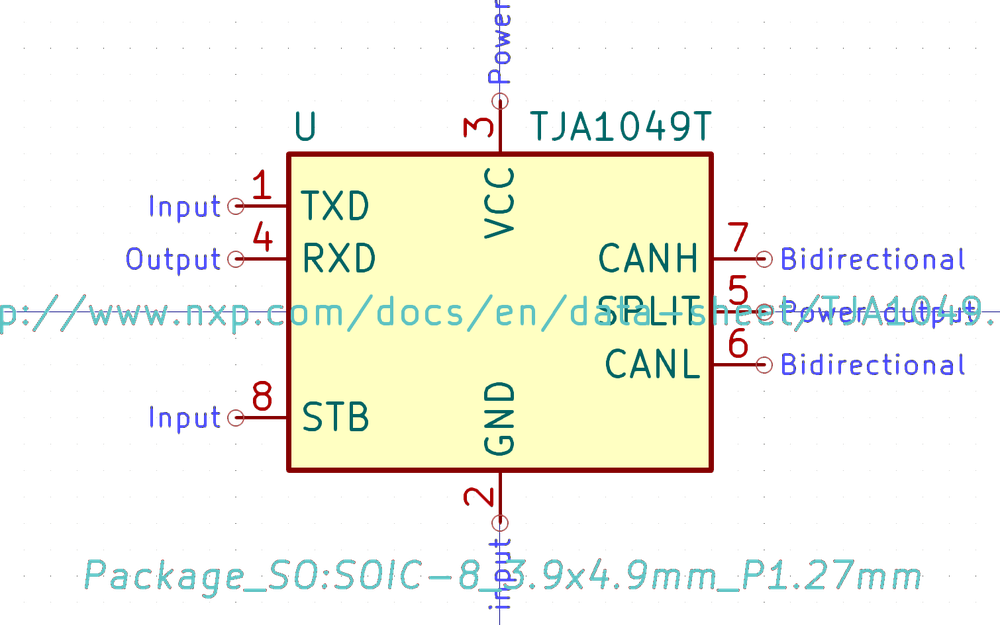 Power
U
3
TJA1049T
VCC
Input 1 TXD
Output 4 RXD
CANH 7 Bidirectional
p://www.nxp.com/docs/en/data-sheet/TJA1049.
SPLIT 5 Power output
CANL 6 Bidirectional
Input 8 STB
GND
2
input
Package_SO:SOIC-8_3.9x4.9mm_P1.27mm